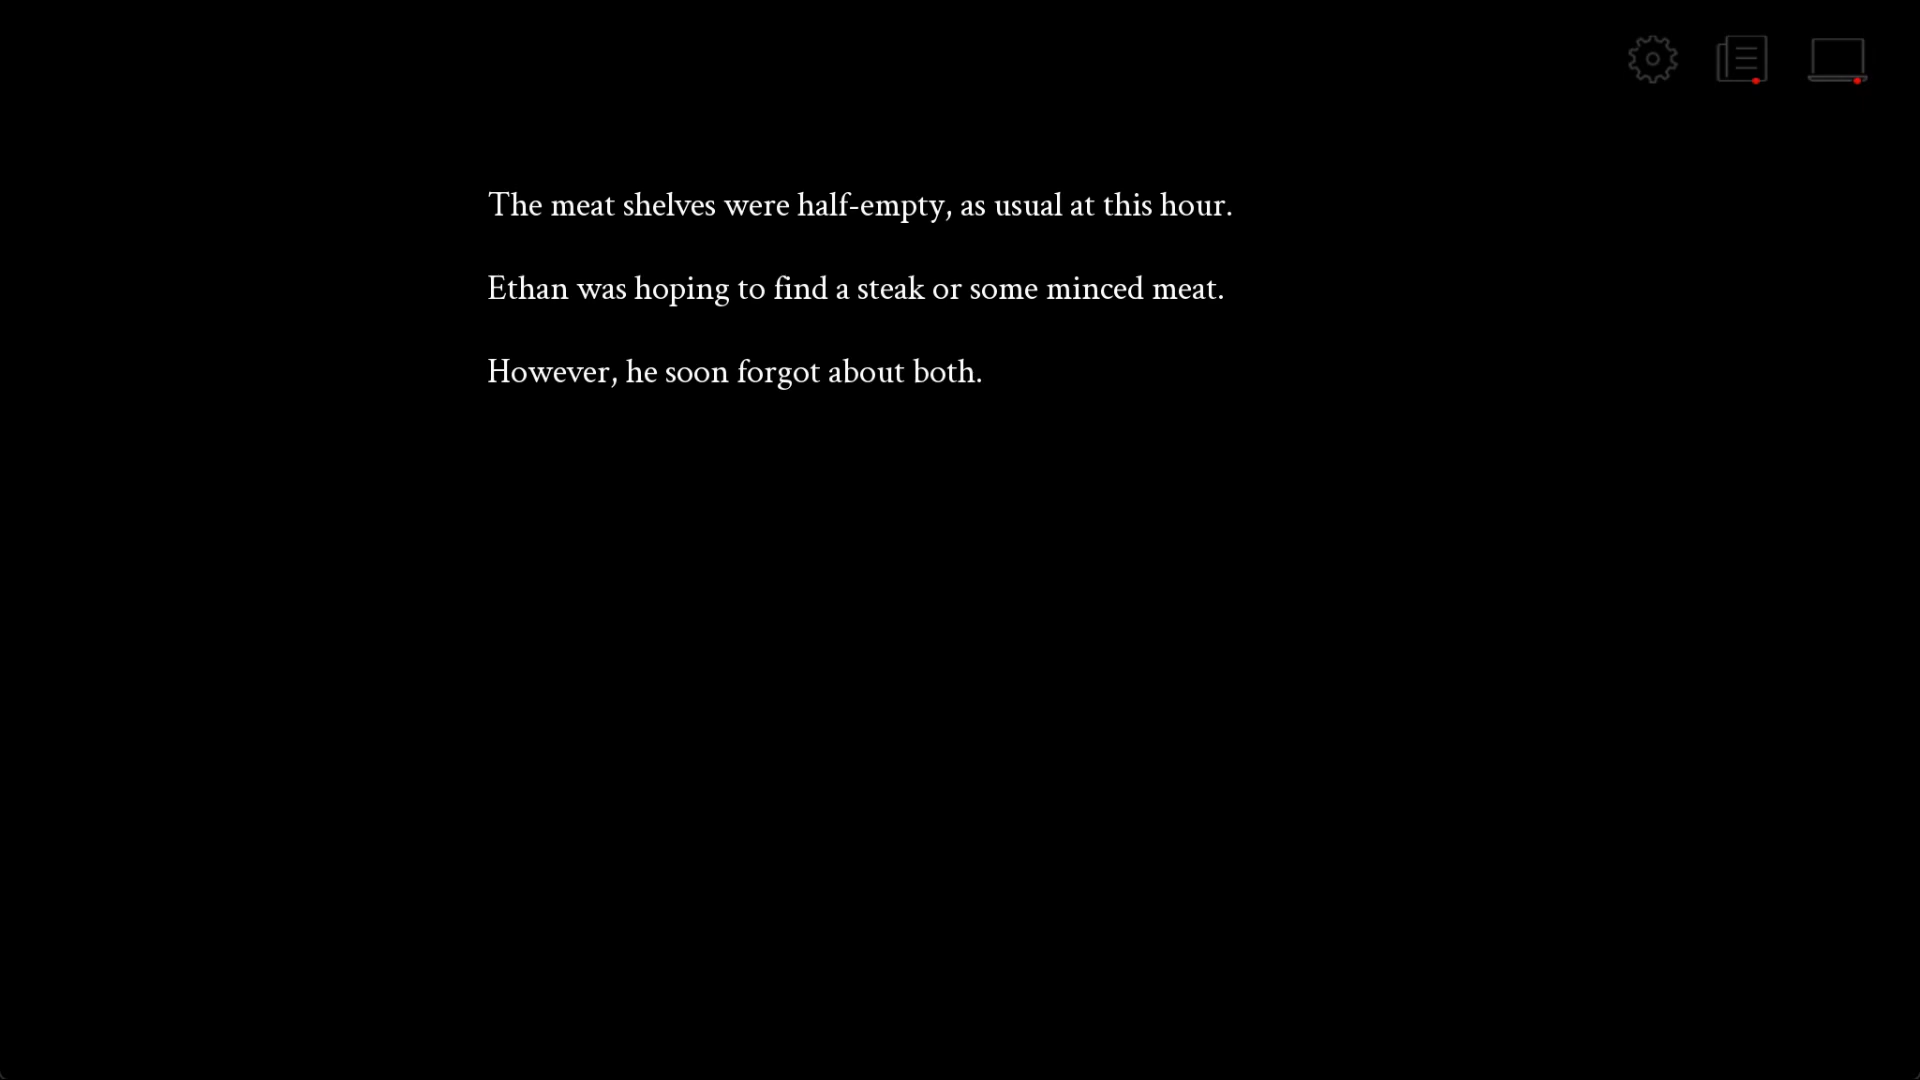 The meat shelves were half-empty, as usual at this hour.
Ethan was hoping to find a steak or some minced meat.
However, he soon forgot about both.